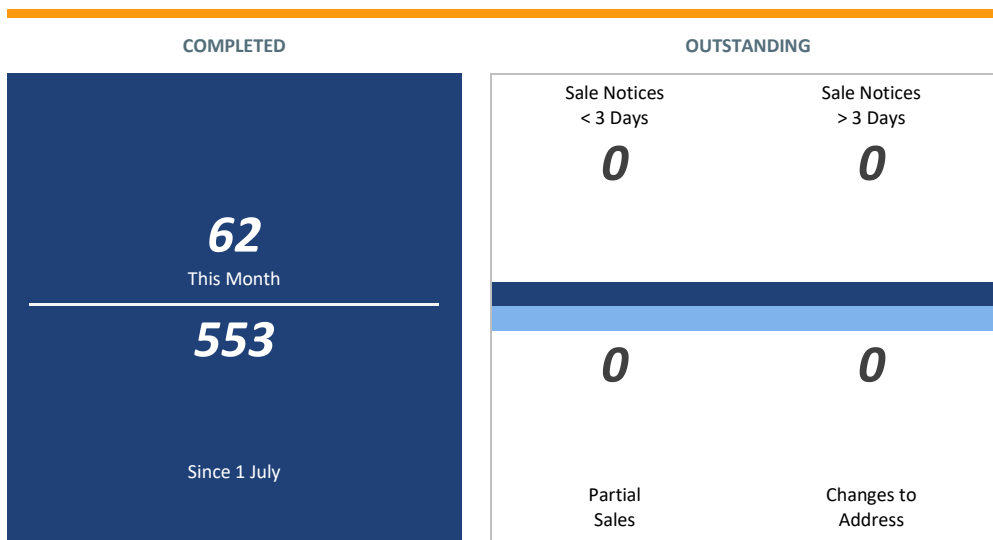 COMPLETED
OUTSTANDING
62
This Month
553
Since 1 July
Sale Notices
< 3 Days
0
Sale Notices
> 3 Days
0
0
Partial
Sales
0
Changes to
Address